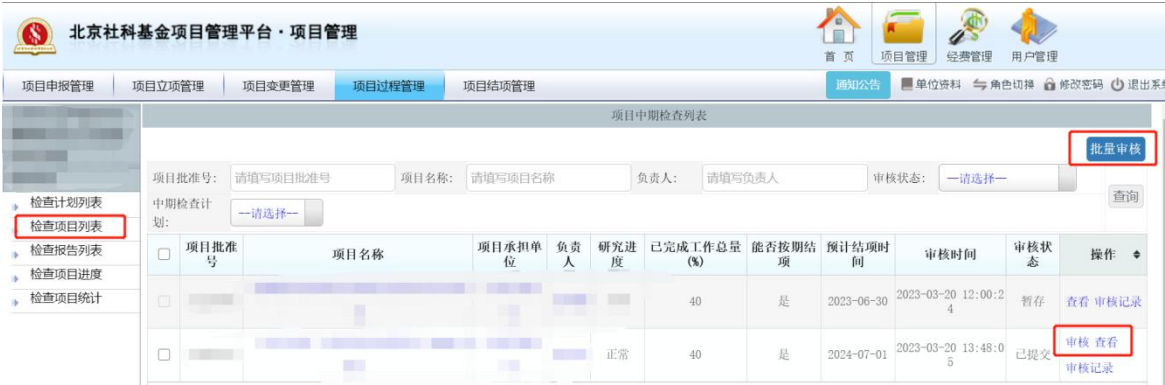 北京社科基金项目管理平台・项目管理
首 页 项目管理 经费管理 用户管理
项目申报管理 项目立项管理 项目变更管理 项目过程管理 项目结项管理 通知公告 单位资料 角色切换 修改密码 退出系统
项目中期检查列表
批量审核
项目批准号: 请填写项目批准号 项目名称: 请填写项目名称 负责人: 请填写负责人 审核状态: --请选择--
中期检查计划: --请选择-- 查询
检查计划列表
检查项目列表
检查报告列表
检查项目进度
检查项目统计
项目批准号 项目名称 项目承担单位 负责人 研究进度 已完成工作总量(%) 能否按期结项 预计结项时间 审核时间 审核状态 操作
40 是 2023-06-30 2023-03-20 12:00:24 暂存 查看 审核记录
正常 40 是 2024-07-01 2023-03-20 13:48:05 已提交 审核 查看 审核记录